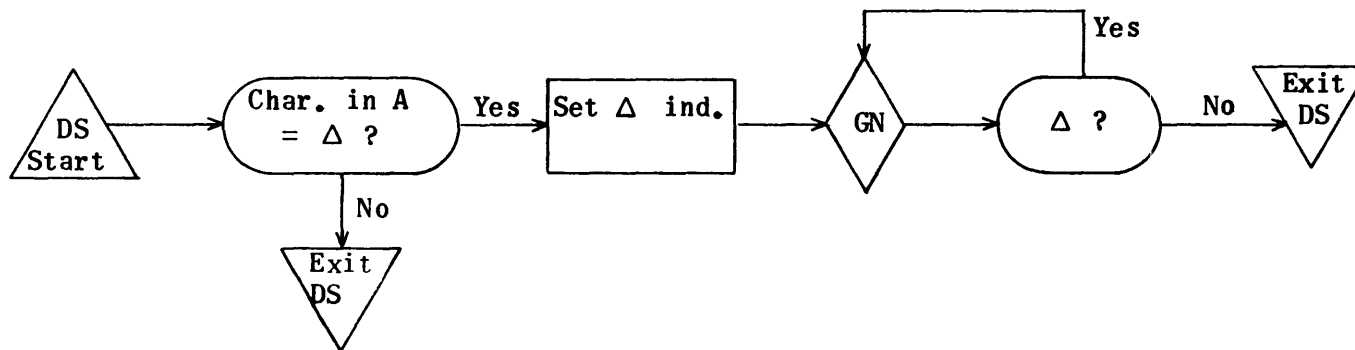 DS
Start
Char. in A
= Δ ?
Yes
No
Exit
DS
Set Δ ind.
GN
Yes
Δ ?
No
Exit
DS